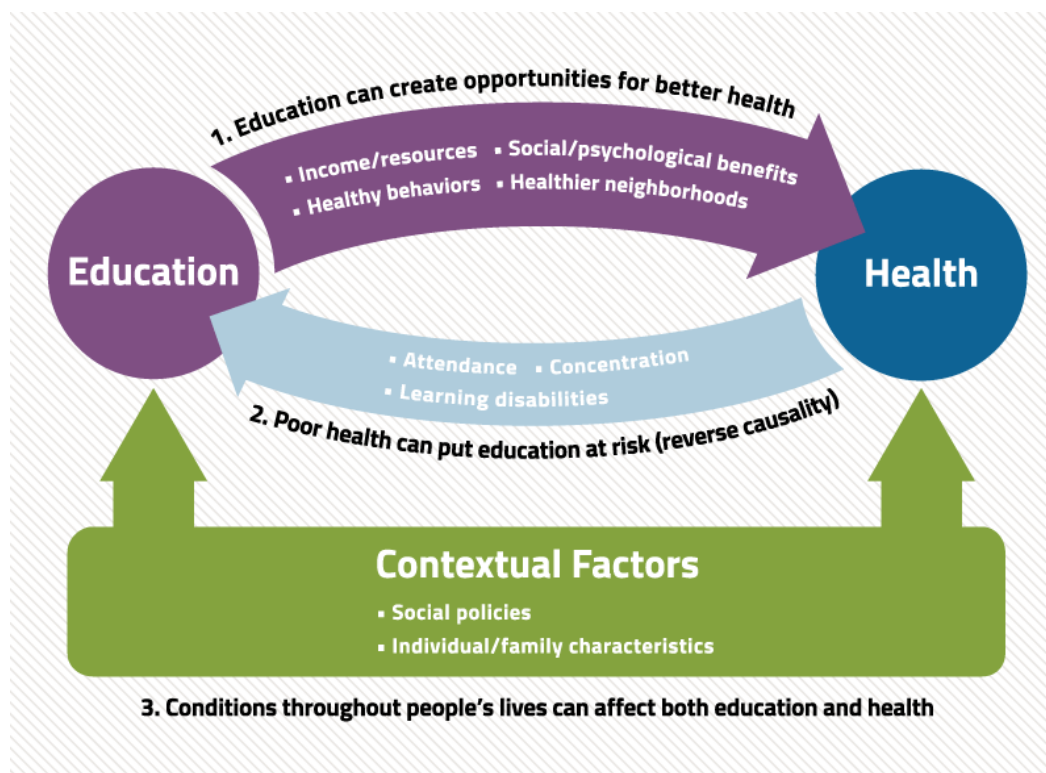 1. Education can create opportunities for better health
▪ Income/resources ▪ Social/psychological benefits
▪ Healthy behaviors ▪ Healthier neighborhoods
Education
Health
▪ Attendance ▪ Concentration
▪ Learning disabilities
2. Poor health can put education at risk (reverse causality)
Contextual Factors
▪ Social policies
▪ Individual/family characteristics
3. Conditions throughout people's lives can affect both education and health